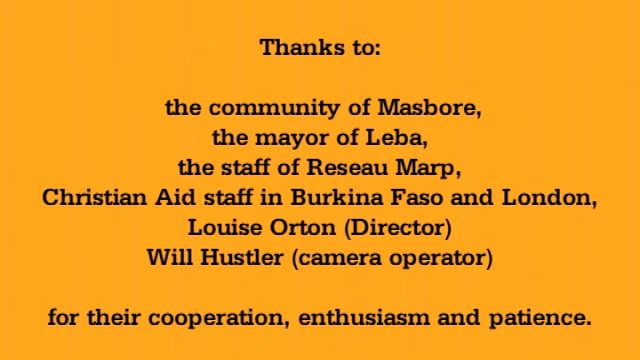 Thanks to:
the community of Masbore,
the mayor of Leba,
the staff of Reseau Marp,
Christian Aid staff in Burkina Faso and London,
Louise Orton (Director)
Will Hustler (camera operator)
for their cooperation, enthusiasm and patience.